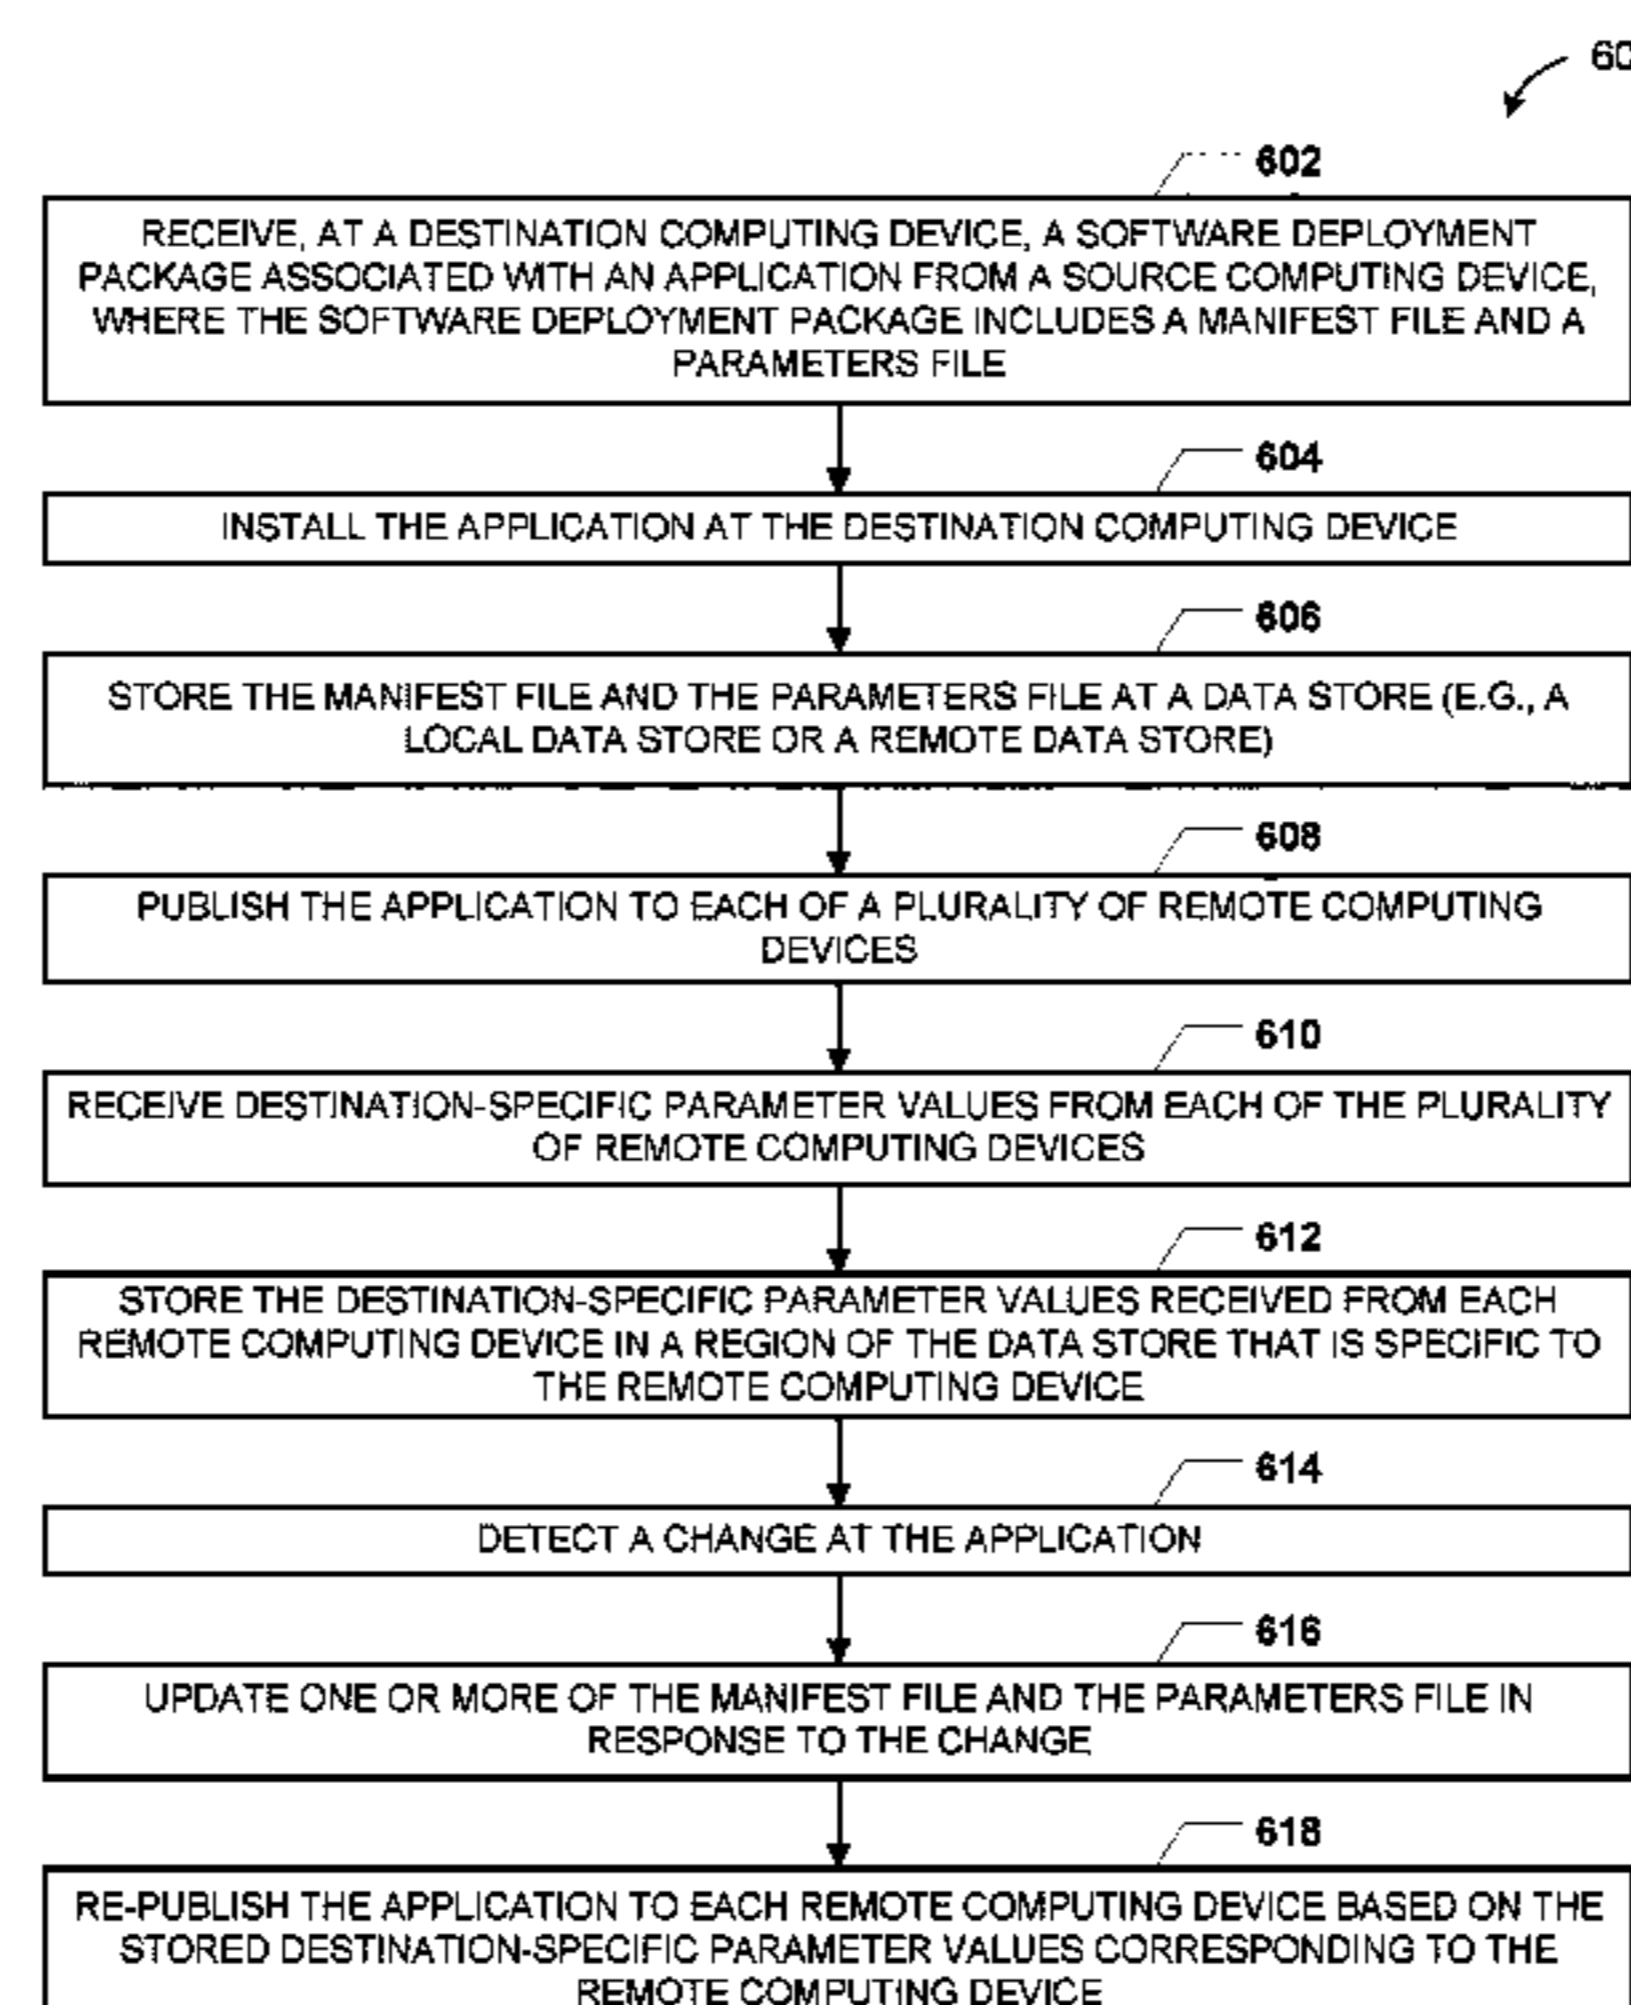 60
602
RECEIVE, AT A DESTINATION COMPUTING DEVICE, A SOFTWARE DEPLOYMENT
PACKAGE ASSOCIATED WITH AN APPLICATION FROM A SOURCE COMPUTING DEVICE,
WHERE THE SOFTWARE DEPLOYMENT PACKAGE INCLUDES A MANIFEST FILE AND A
PARAMETERS FILE
604
INSTALL THE APPLICATION AT THE DESTINATION COMPUTING DEVICE
606
STORE THE MANIFEST FILE AND THE PARAMETERS FILE AT A DATA STORE (E.G., A
LOCAL DATA STORE OR A REMOTE DATA STORE)
608
PUBLISH THE APPLICATION TO EACH OF A PLURALITY OF REMOTE COMPUTING
DEVICES
610
RECEIVE DESTINATION-SPECIFIC PARAMETER VALUES FROM EACH OF THE PLURALITY
OF REMOTE COMPUTING DEVICES
612
STORE THE DESTINATION-SPECIFIC PARAMETER VALUES RECEIVED FROM EACH
REMOTE COMPUTING DEVICE IN A REGION OF THE DATA STORE THAT IS SPECIFIC TO
THE REMOTE COMPUTING DEVICE
614
DETECT A CHANGE AT THE APPLICATION
616
UPDATE ONE OR MORE OF THE MANIFEST FILE AND THE PARAMETERS FILE IN
RESPONSE TO THE CHANGE
618
RE-PUBLISH THE APPLICATION TO EACH REMOTE COMPUTING DEVICE BASED ON THE
STORED DESTINATION-SPECIFIC PARAMETER VALUES CORRESPONDING TO THE
REMOTE COMPUTING DEVICE